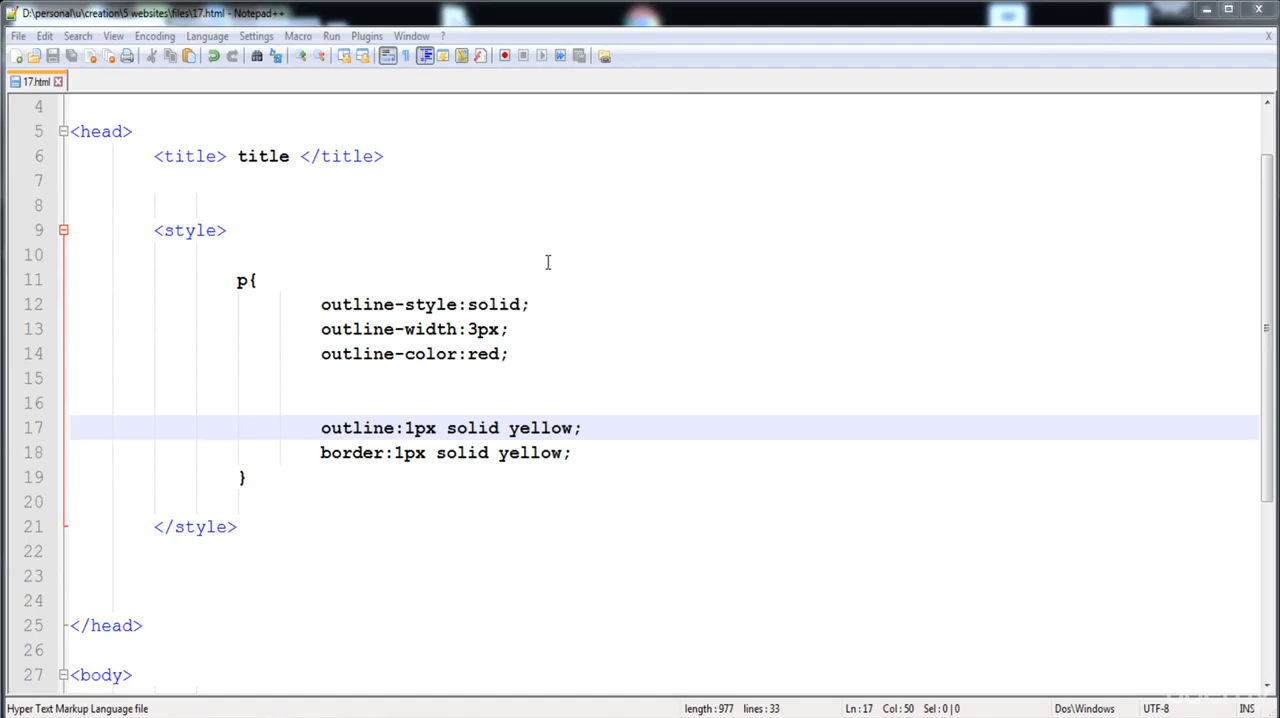 D:\personal\u\creation\5 websites\files\17.html - Notepad++
File Edit Search View Encoding Language Settings Macro Run Plugins Window ? X
17.html
4
5 <head>
6 <title> title </title>
7
8
9 <style>
10
11 p{
12 outline-style:solid;
13 outline-width:3px;
14 outline-color:red;
15
16
17 outline:1px solid yellow;
18 border:1px solid yellow;
19 }
20
21 </style>
22
23
24
25 </head>
26
27 <body>
Hyper Text Markup Language file length:977 lines:33 Ln:17 Col:50 Sel:0|0 Dos\Windows UTF-8 INS